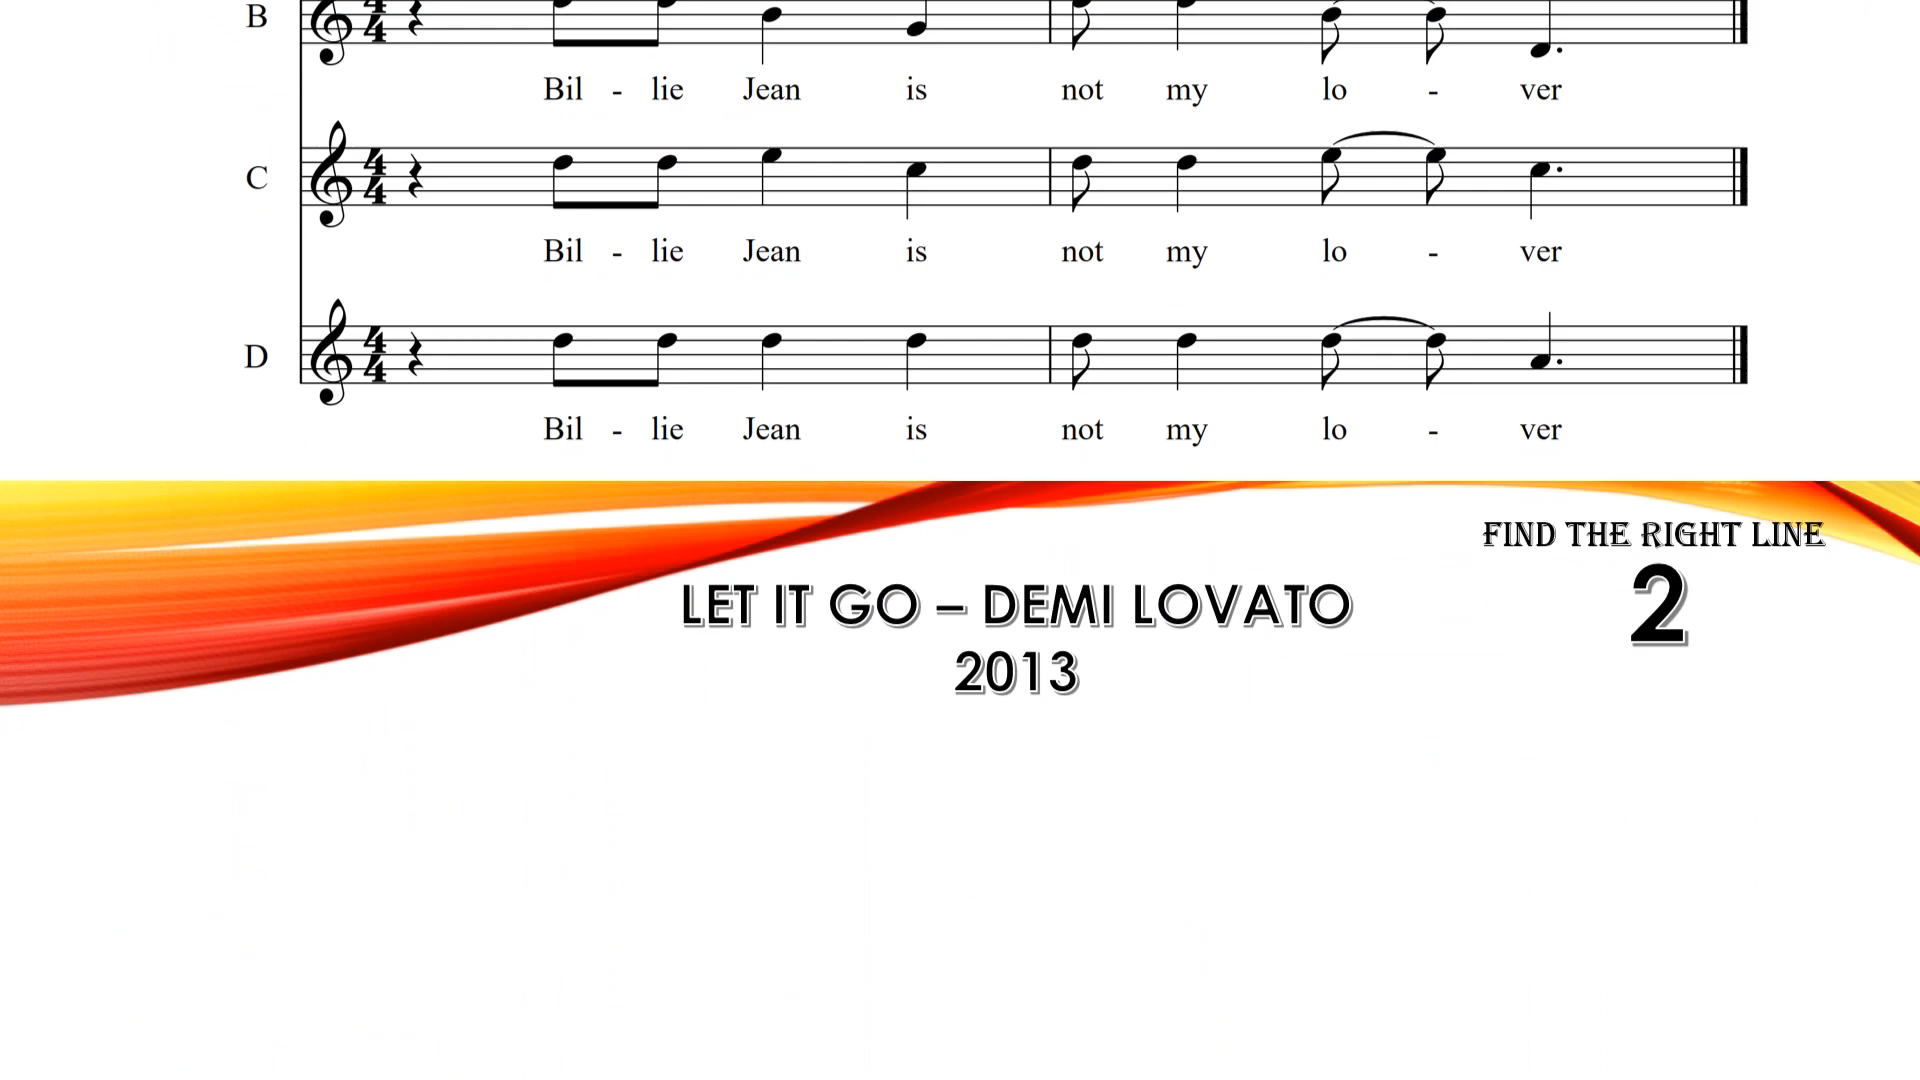 B
Bil - lie Jean is not my lo - ver
C
Bil - lie Jean is not my lo - ver
D
Bil - lie Jean is not my lo - ver
FIND THE RIGHT LINE
2
LET IT GO – DEMI LOVATO
2013